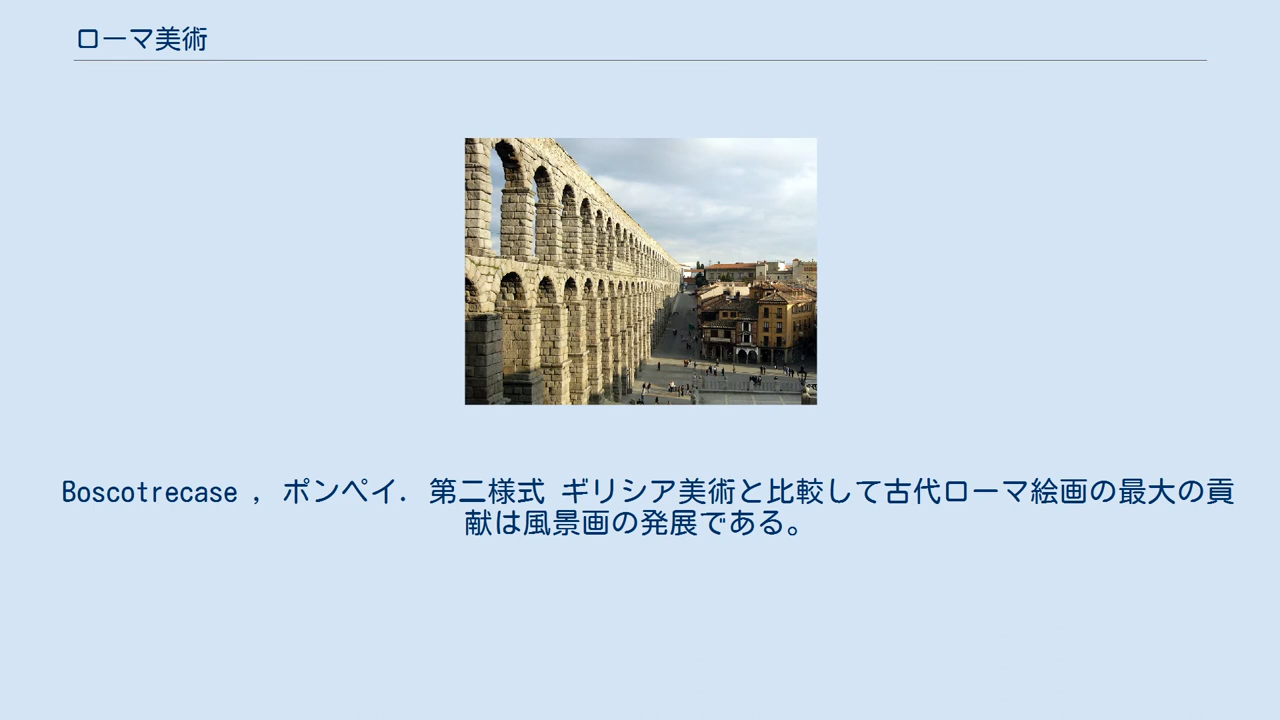 ローマ美術
Boscotrecase , ポンペイ. 第二様式 ギリシア美術と比較して古代ローマ絵画の最大の貢
献は風景画の発展である。